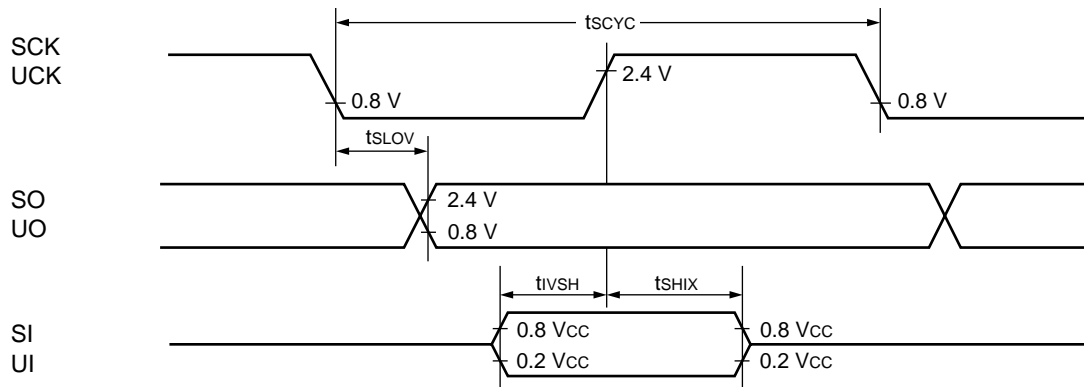 tSCYC
SCK
UCK
2.4 V
0.8 V
0.8 V
tSLOV
SO
UO
2.4 V
0.8 V
tIVSH
tSHIX
SI
UI
0.8 VCC
0.8 VCC
0.2 VCC
0.2 VCC